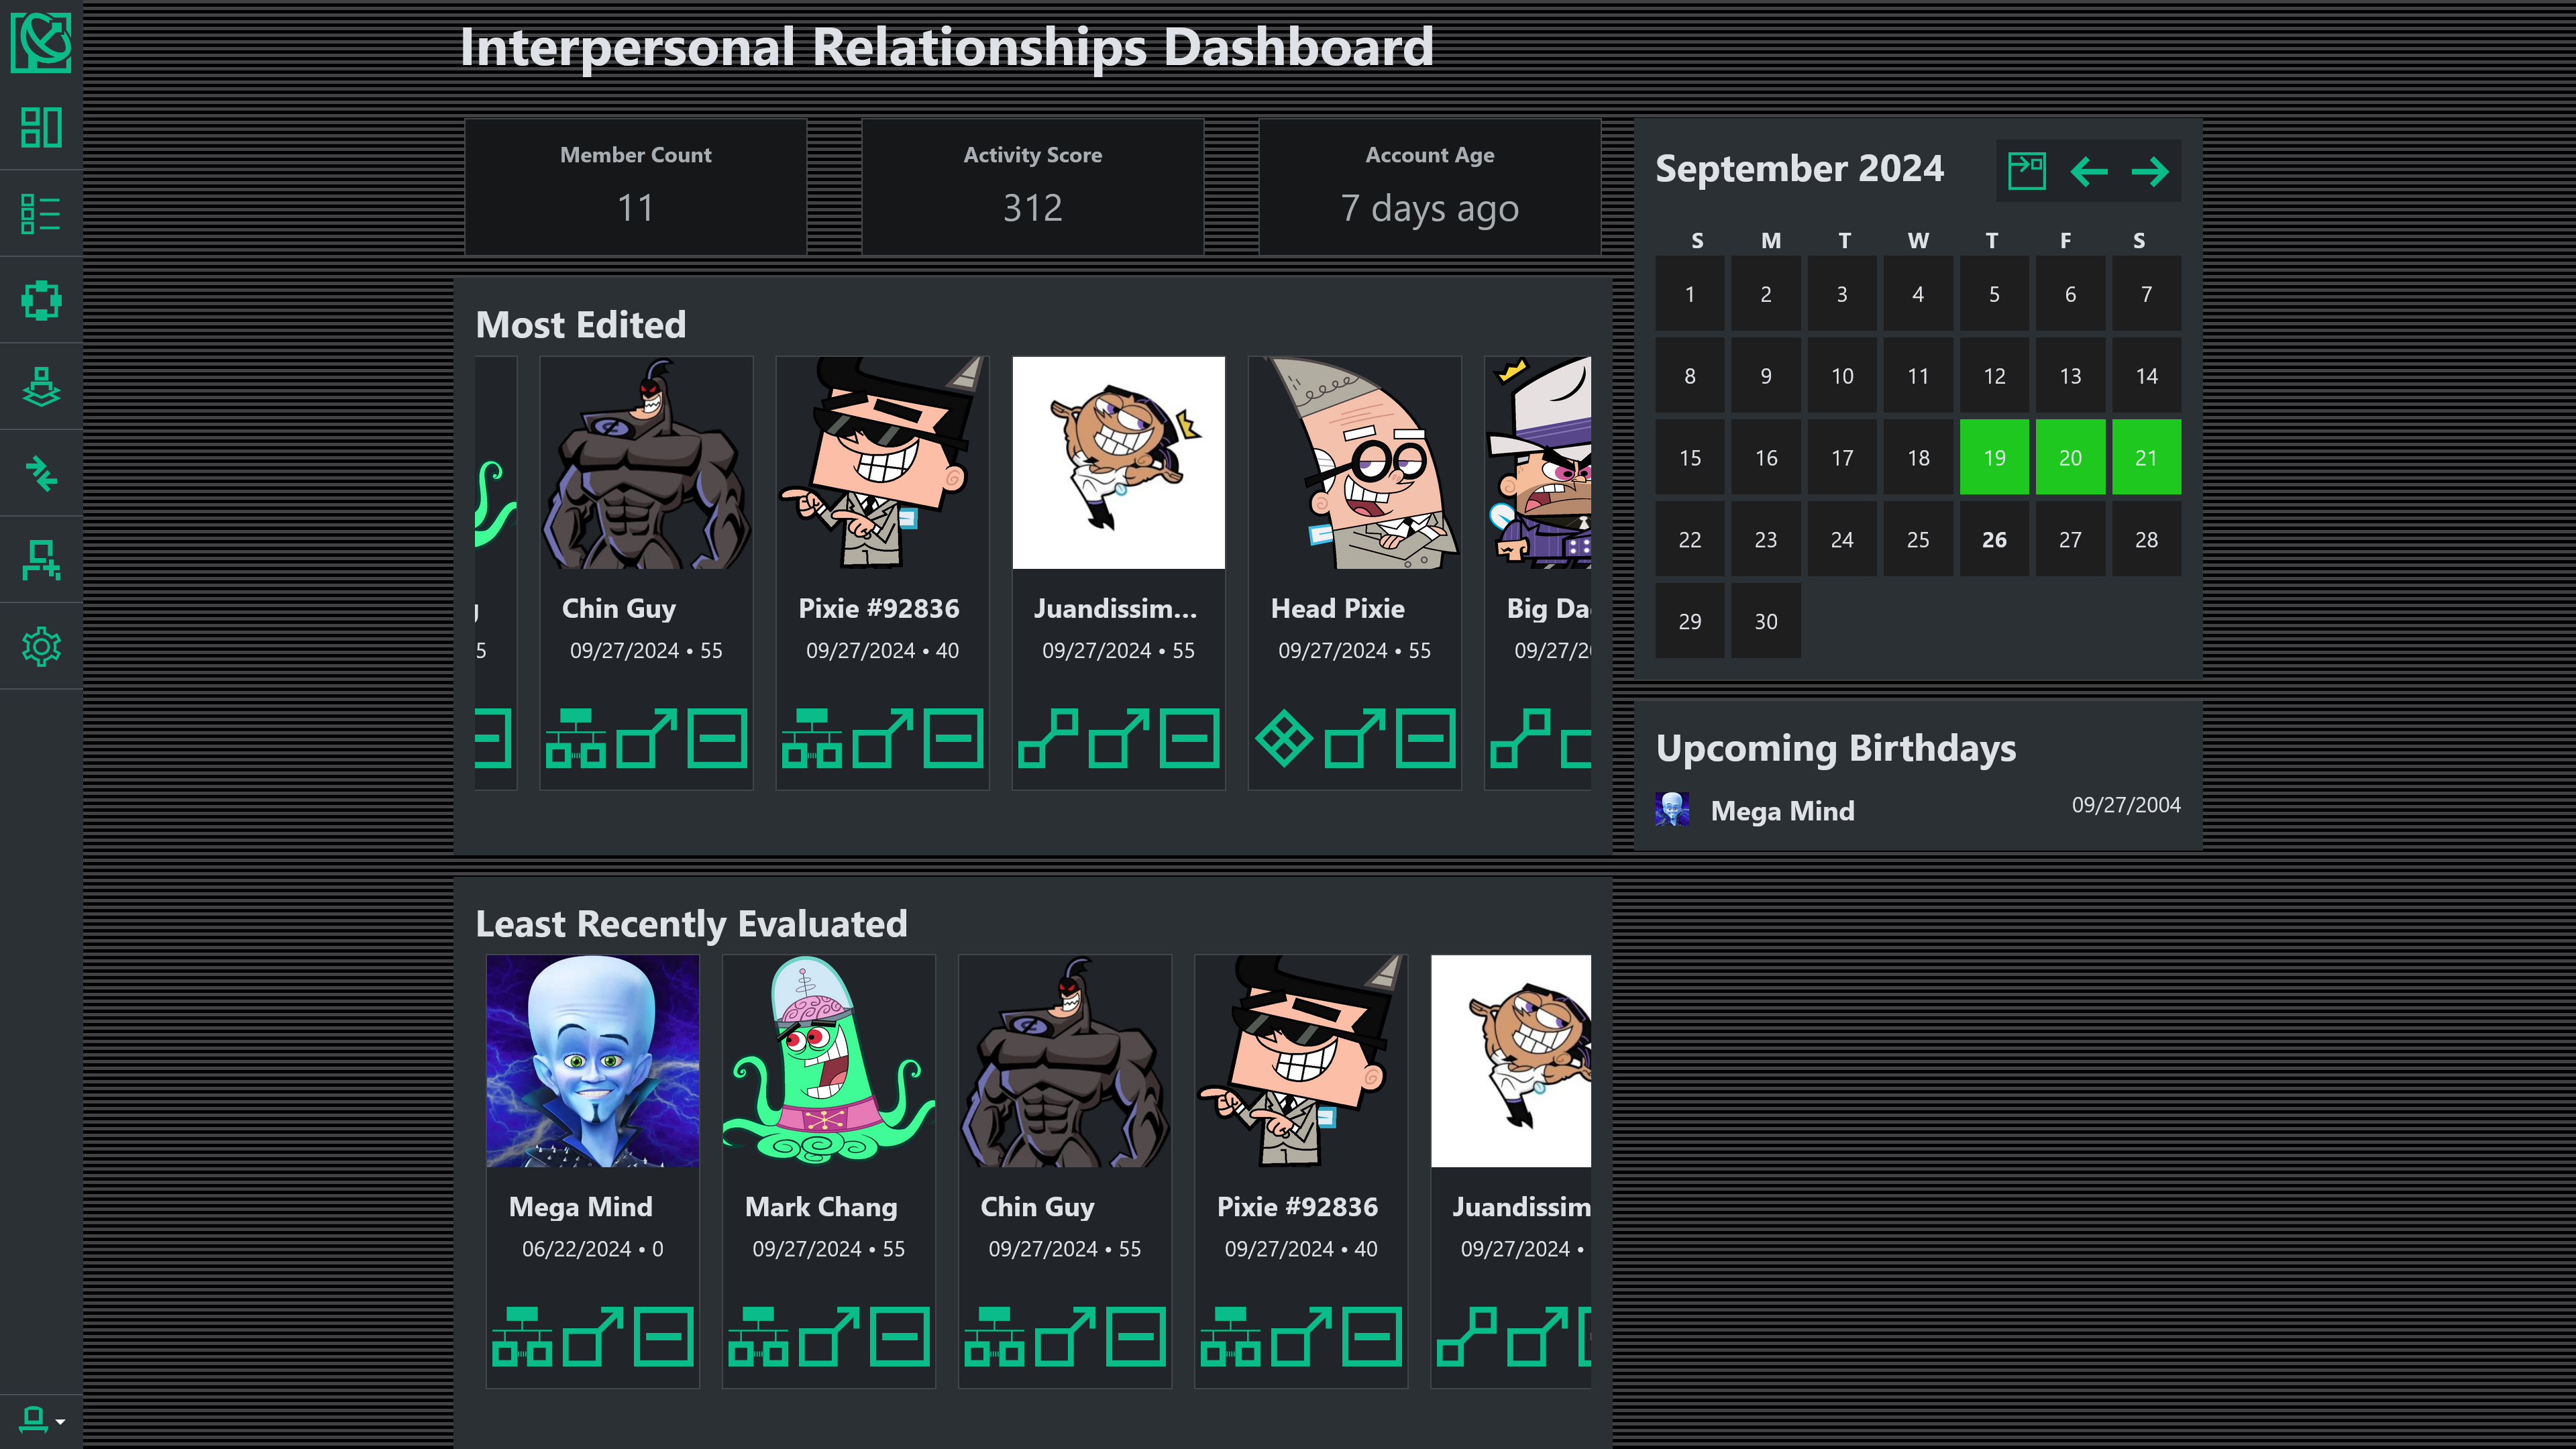 Interpersonal Relationships Dashboard
Member Count
11
Activity Score
312
Account Age
7 days ago
Most Edited
5
Chin Guy
09/27/2024 • 55
Pixie #92836
09/27/2024 • 40
Juandissim...
09/27/2024 • 55
Head Pixie
09/27/2024 • 55
Big Da
09/27/2
Least Recently Evaluated
Mega Mind
06/22/2024 • 0
Mark Chang
09/27/2024 • 55
Chin Guy
09/27/2024 • 55
Pixie #92836
09/27/2024 • 40
Juandissim
09/27/2024 •
September 2024
S M T W T F S
1 2 3 4 5 6 7
8 9 10 11 12 13 14
15 16 17 18 19 20 21
22 23 24 25 26 27 28
29 30
Upcoming Birthdays
Mega Mind 09/27/2004